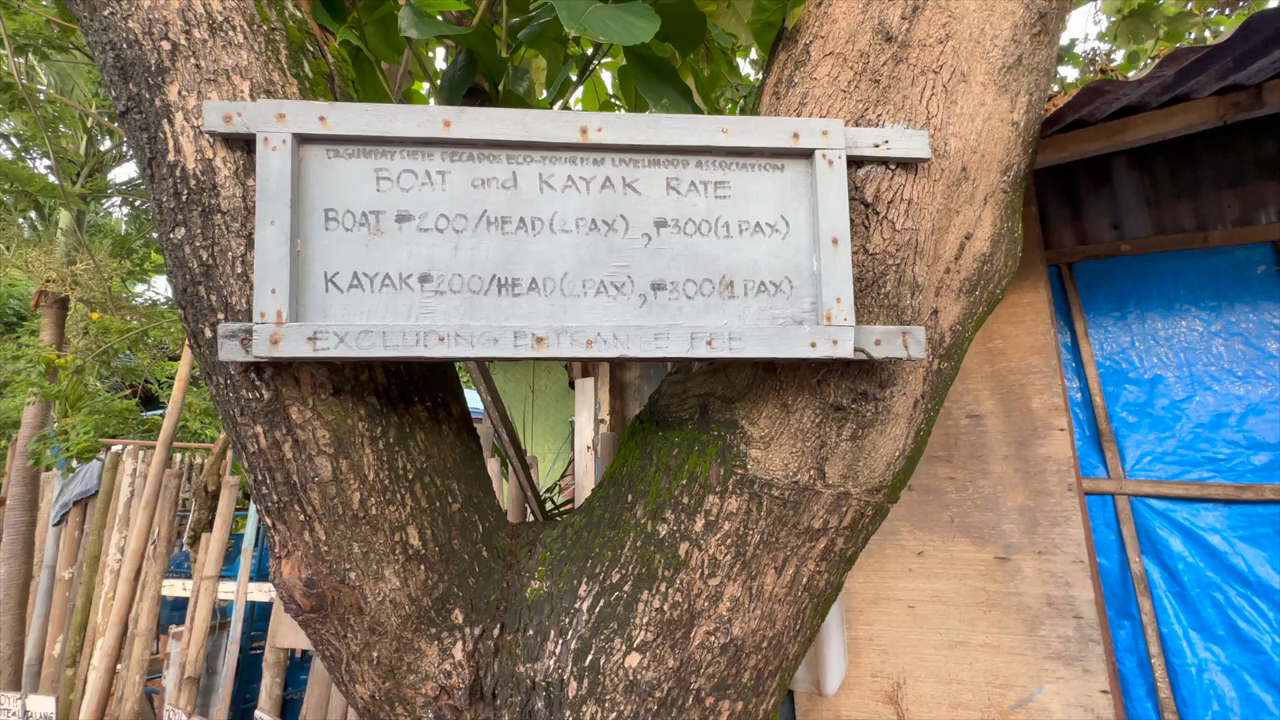 TAGUMPAY SIETE PECADOS ECO-TOURISM LIVELIHOOD ASSOCIATION
BOAT and KAYAK RATE
BOAT ₱200/HEAD(2PAX), ₱300(1PAX)
KAYAK ₱200/HEAD(2PAX), ₱300(1PAX)
EXCLUDING ENTRANCE FEE